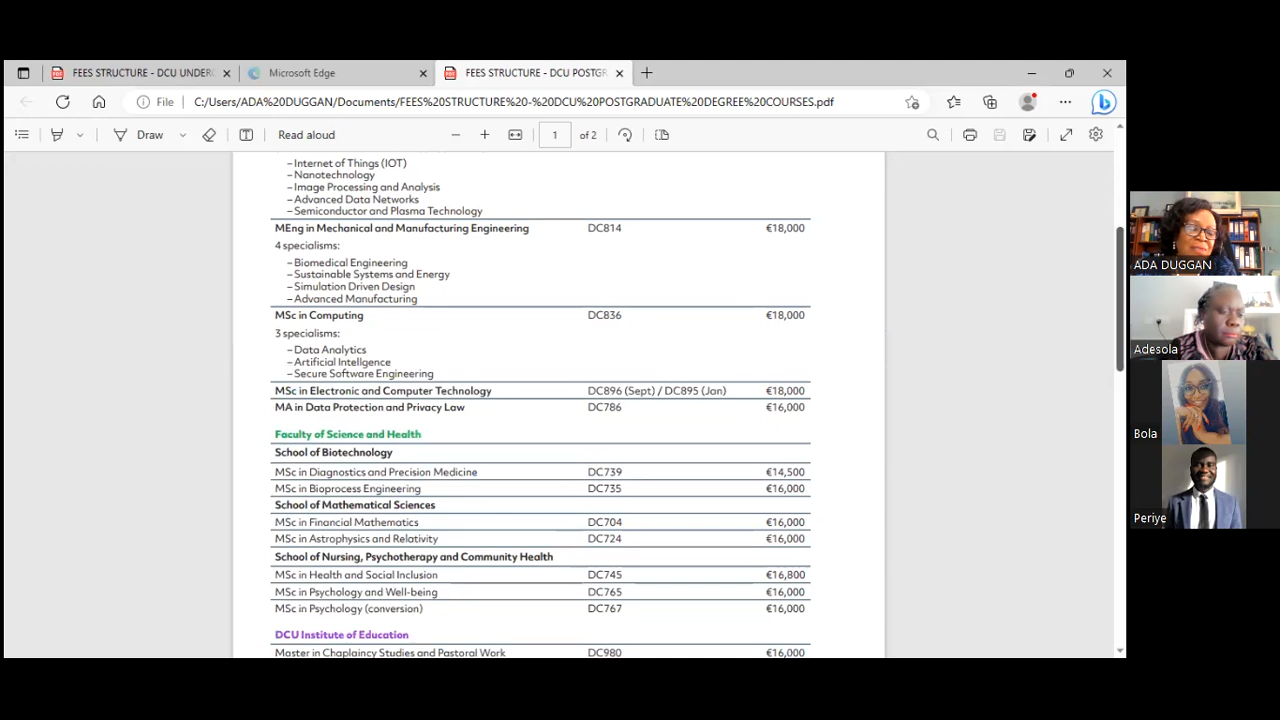 FEES STRUCTURE - DCU UNDERG
Microsoft Edge
FEES STRUCTURE - DCU POSTGR
File
C:/Users/ADA%20DUGGAN/Documents/FEES%20STRUCTURE%20-%20DCU%20POSTGRADUATE%20DEGREE%20COURSES.pdf
Draw
Read aloud
1 of 2
– Internet of Things (IOT)
– Nanotechnology
– Image Processing and Analysis
– Advanced Data Networks
– Semiconductor and Plasma Technology
MEng in Mechanical and Manufacturing Engineering DC814 €18,000
4 specialisms:
– Biomedical Engineering
– Sustainable Systems and Energy
– Simulation Driven Design
– Advanced Manufacturing
MSc in Computing DC836 €18,000
3 specialisms:
– Data Analytics
– Artificial Intellgence
– Secure Software Engineering
MSc in Electronic and Computer Technology DC896 (Sept) / DC895 (Jan) €18,000
MA in Data Protection and Privacy Law DC786 €16,000
Faculty of Science and Health
School of Biotechnology
MSc in Diagnostics and Precision Medicine DC739 €14,500
MSc in Bioprocess Engineering DC735 €16,000
School of Mathematical Sciences
MSc in Financial Mathematics DC704 €16,000
MSc in Astrophysics and Relativity DC724 €16,000
School of Nursing, Psychotherapy and Community Health
MSc in Health and Social Inclusion DC745 €16,800
MSc in Psychology and Well-being DC765 €16,000
MSc in Psychology (conversion) DC767 €16,000
DCU Institute of Education
Master in Chaplaincy Studies and Pastoral Work DC980 €16,000
ADA DUGGAN
Adesola
Bola
Periye